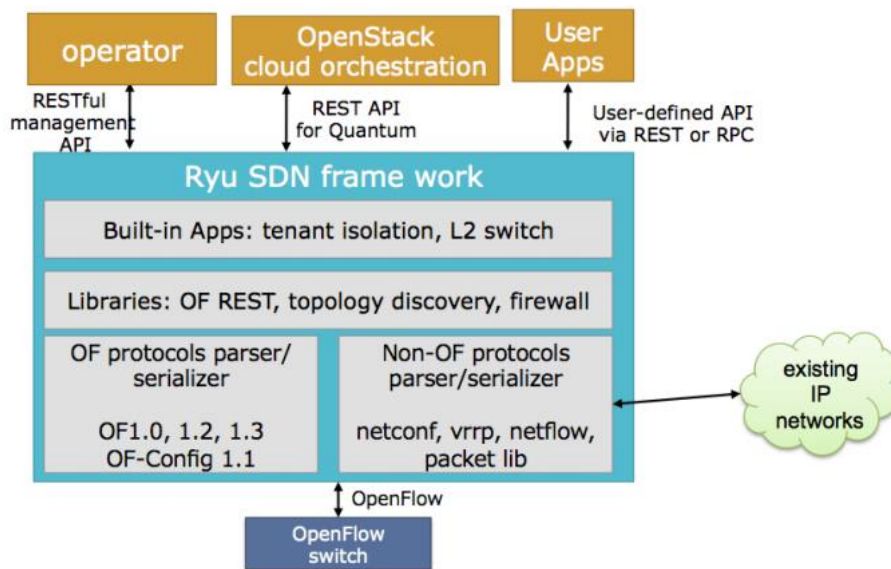 operator
OpenStack
cloud orchestration
User
Apps
RESTful
management
API
REST API
for Quantum
User-defined API
via REST or RPC
Ryu SDN frame work
Built-in Apps: tenant isolation, L2 switch
Libraries: OF REST, topology discovery, firewall
OF protocols parser/
serializer
OF1.0, 1.2, 1.3
OF-Config 1.1
Non-OF protocols
parser/serializer
netconf, vrrp, netflow,
packet lib
existing
IP
networks
OpenFlow
OpenFlow
switch